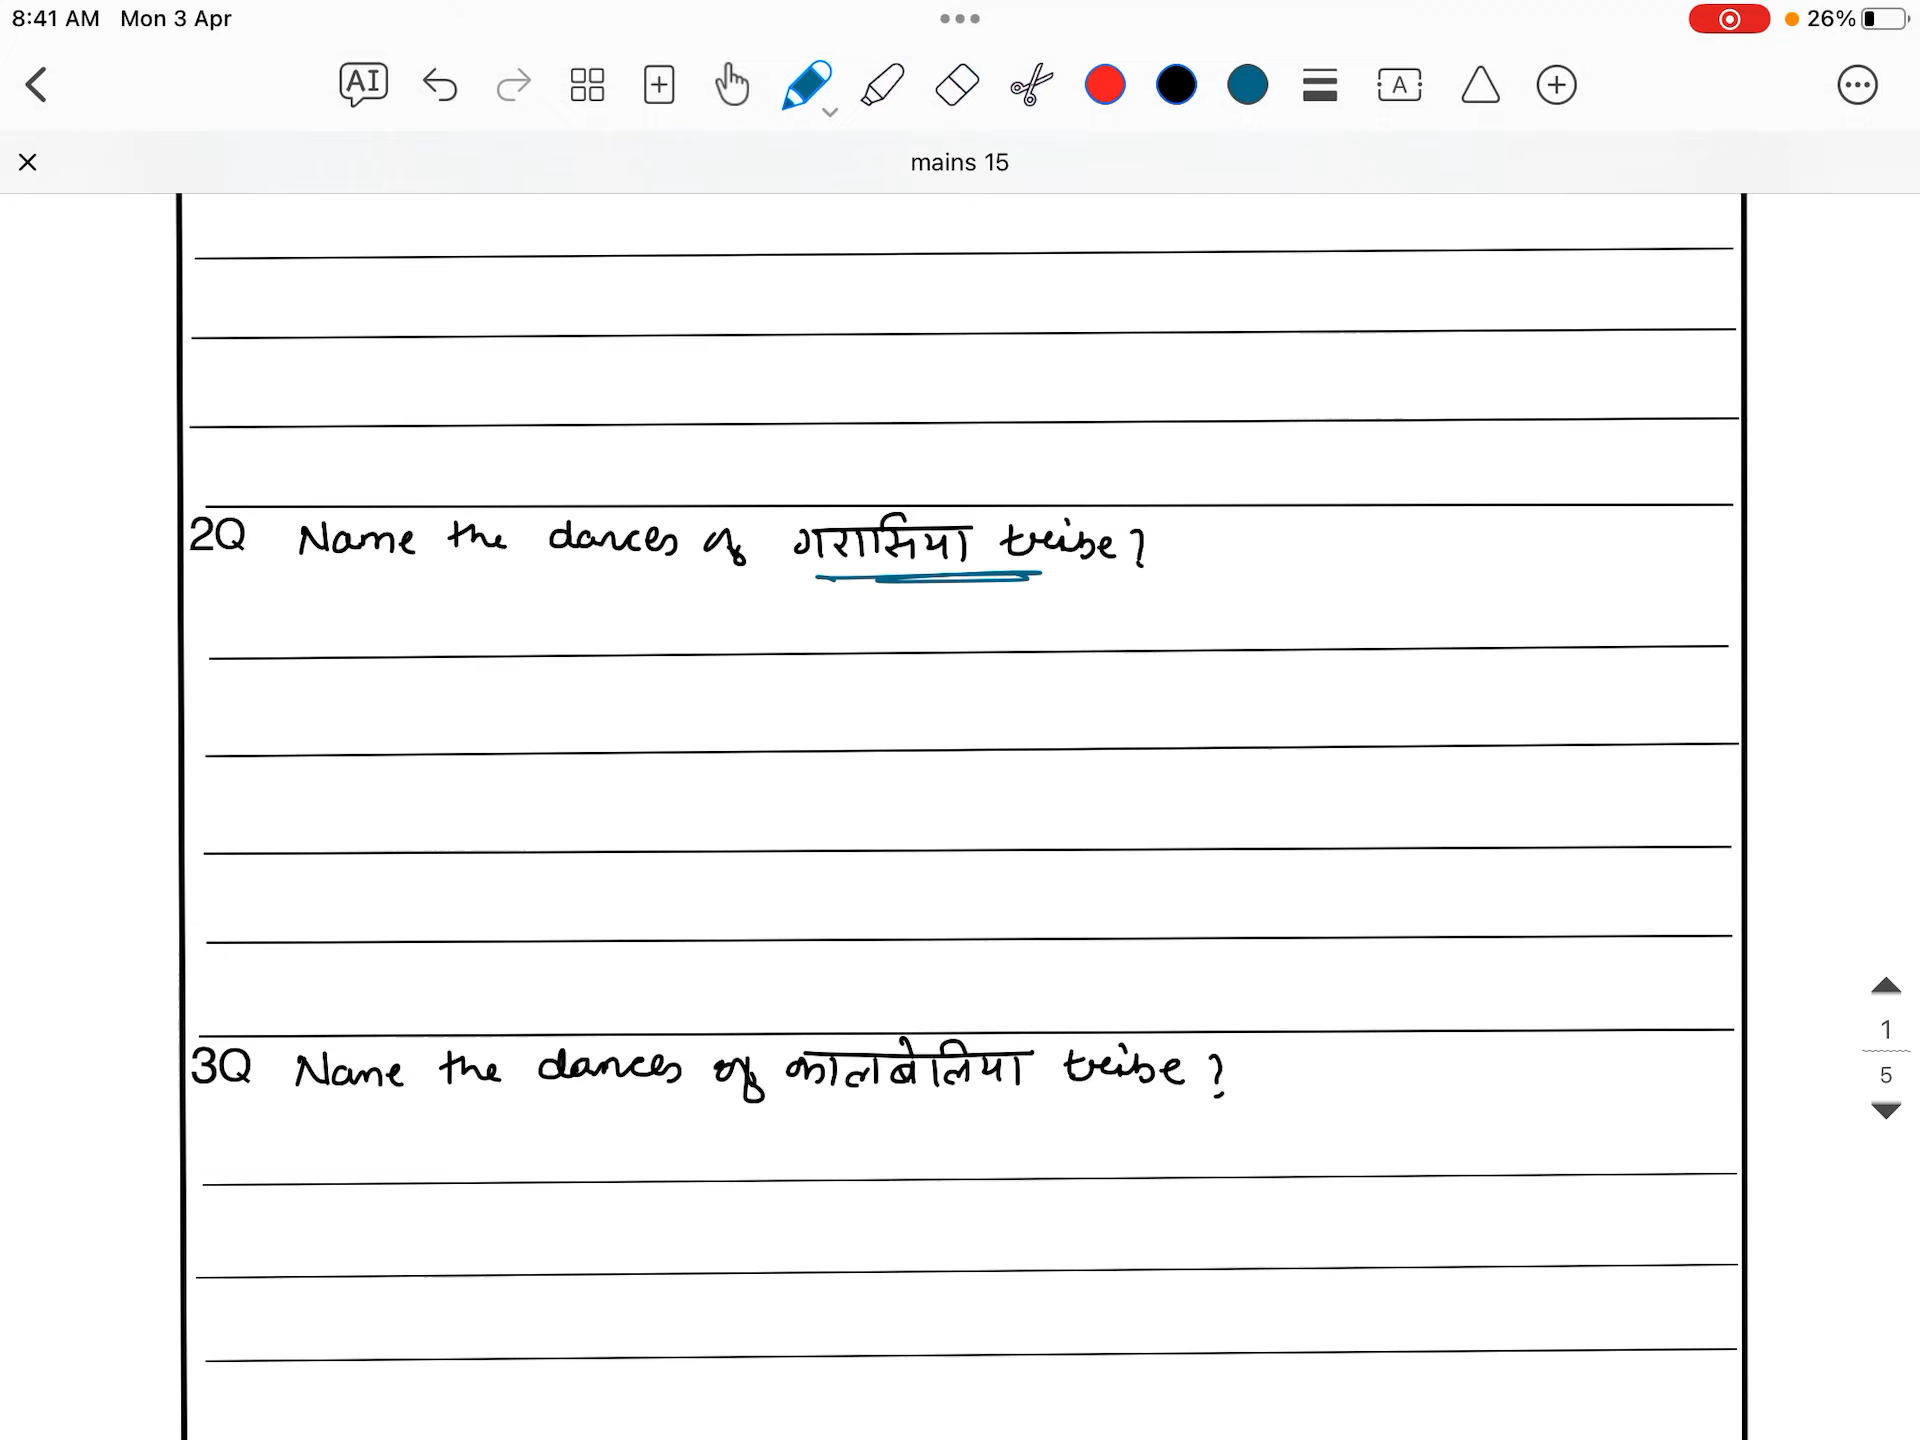 8:41 AM Mon 3 Apr
26%
AI
A
mains 15
2Q Name the dances of गरासिया tribe?
3Q Name the dances of कालबेलिया tribe?
1
5